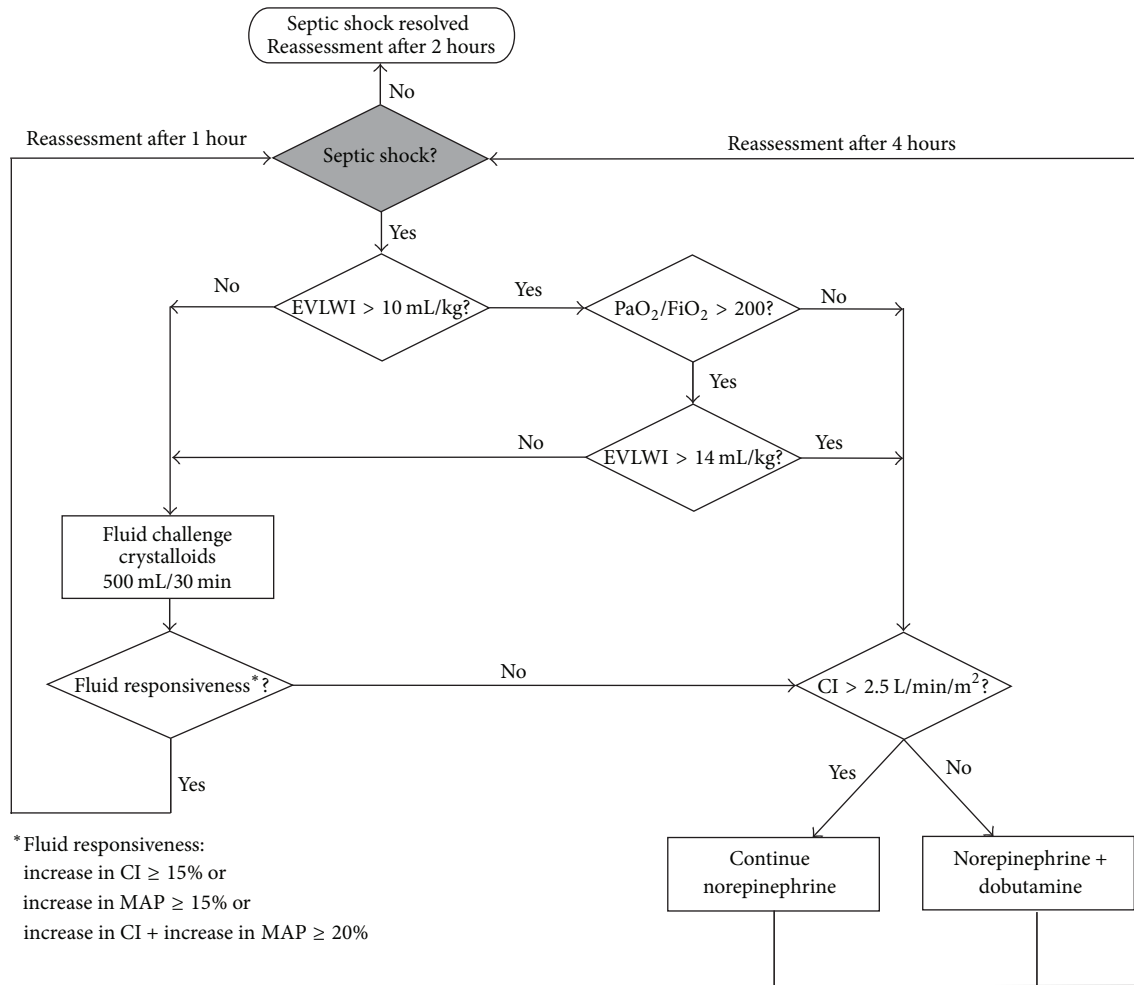 Septic shock resolved
Reassessment after 2 hours
No
Reassessment after 1 hour
Septic shock?
Reassessment after 4 hours
Yes
No
EVLWI > 10 mL/kg?
Yes
PaO₂/FiO₂ > 200?
No
Yes
No
EVLWI > 14 mL/kg?
Yes
Fluid challenge
crystalloids
500 mL/30 min
Fluid responsiveness*?
No
CI > 2.5 L/min/m²?
Yes
Yes
No
*Fluid responsiveness:
increase in CI ≥ 15% or
increase in MAP ≥ 15% or
increase in CI + increase in MAP ≥ 20%
Continue
norepinephrine
Norepinephrine +
dobutamine